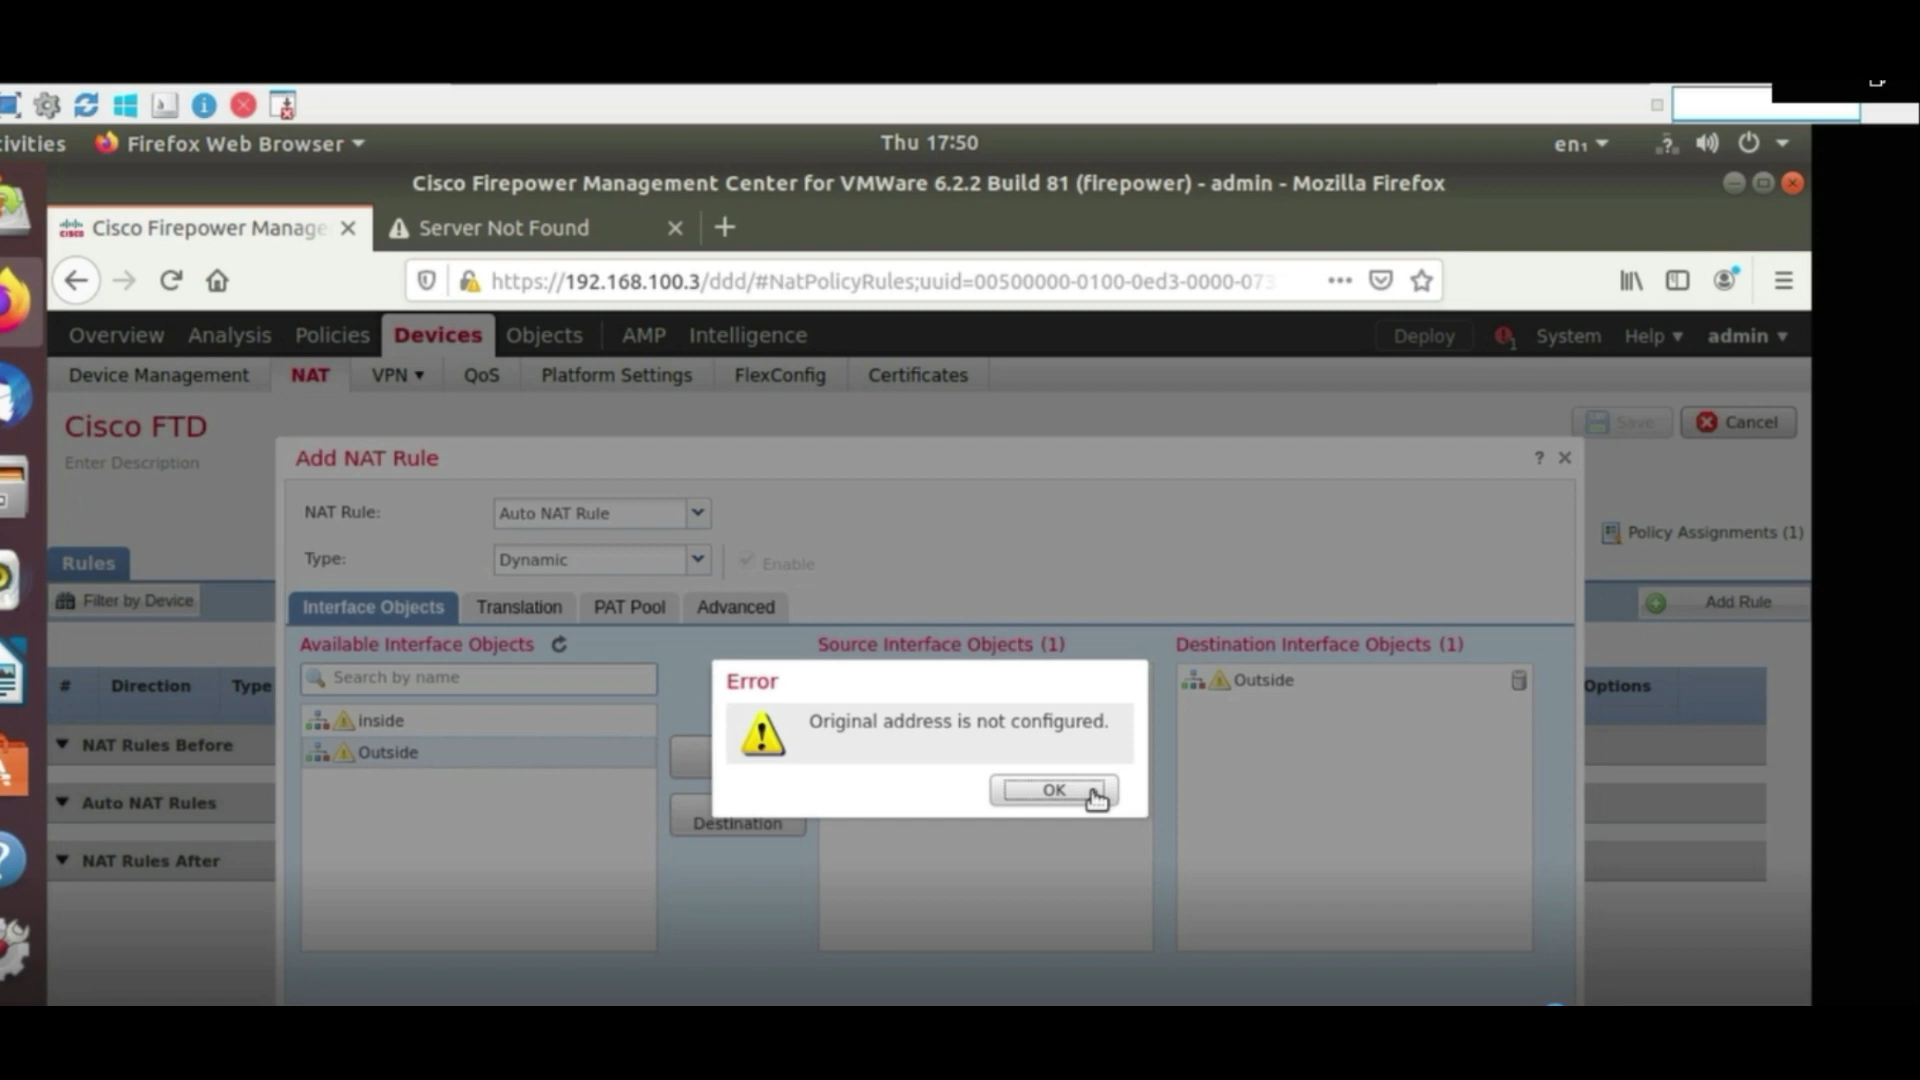 ivities
Firefox Web Browser
Thu 17:50
en₁
Cisco Firepower Management Center for VMWare 6.2.2 Build 81 (firepower) - admin - Mozilla Firefox
Cisco Firepower Manage
Server Not Found
https://192.168.100.3/ddd/#NatPolicyRules;uuid=00500000-0100-0ed3-0000-073
Overview Analysis Policies Devices Objects AMP Intelligence
Deploy 1 System Help admin
Device Management NAT VPN QoS Platform Settings FlexConfig Certificates
Cisco FTD
Save Cancel
Enter Description
Add NAT Rule
?
NAT Rule: Auto NAT Rule
Policy Assignments (1)
Type: Dynamic Enable
Rules
Filter by Device
Add Rule
Interface Objects Translation PAT Pool Advanced
Available Interface Objects
Source Interface Objects (1)
Destination Interface Objects (1)
Search by name
Outside
# Direction Type
Options
inside
Outside
Error
Original address is not configured.
OK
Destination
NAT Rules Before
Auto NAT Rules
NAT Rules After